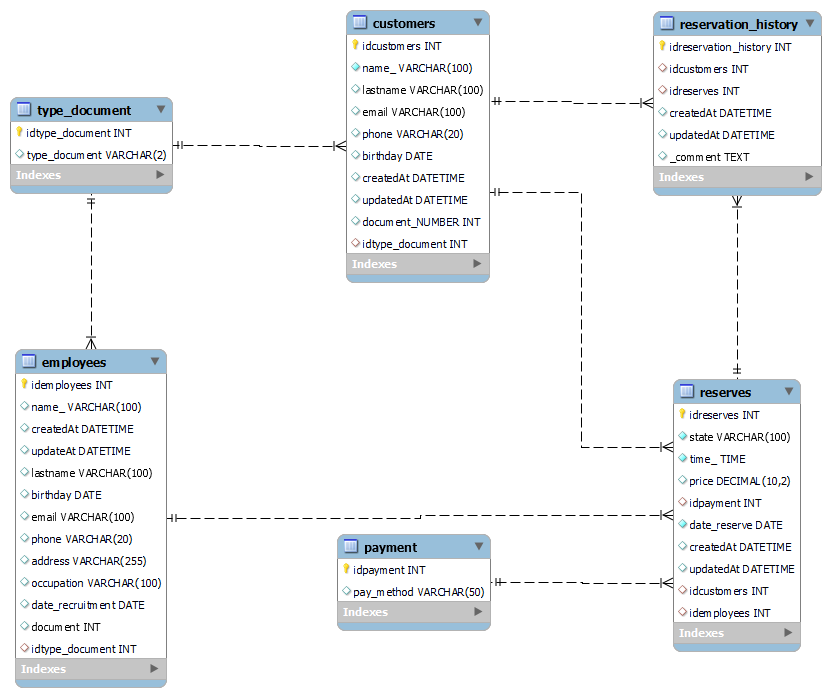 customers
idcustomers INT
name_ VARCHAR(100)
lastname VARCHAR(100)
email VARCHAR(100)
phone VARCHAR(20)
birthday DATE
createdAt DATETIME
updatedAt DATETIME
document_NUMBER INT
idtype_document INT
Indexes
reservation_history
idreservation_history INT
idcustomers INT
idreserves INT
createdAt DATETIME
updatedAt DATETIME
_comment TEXT
Indexes
type_document
idtype_document INT
type_document VARCHAR(2)
Indexes
employees
idemployees INT
name_ VARCHAR(100)
createdAt DATETIME
updateAt DATETIME
lastname VARCHAR(100)
birthday DATE
email VARCHAR(100)
phone VARCHAR(20)
address VARCHAR(255)
occupation VARCHAR(100)
date_recruitment DATE
document INT
idtype_document INT
Indexes
payment
idpayment INT
pay_method VARCHAR(50)
Indexes
reserves
idreserves INT
state VARCHAR(100)
time_ TIME
price DECIMAL(10,2)
idpayment INT
date_reserve DATE
createdAt DATETIME
updatedAt DATETIME
idcustomers INT
idemployees INT
Indexes